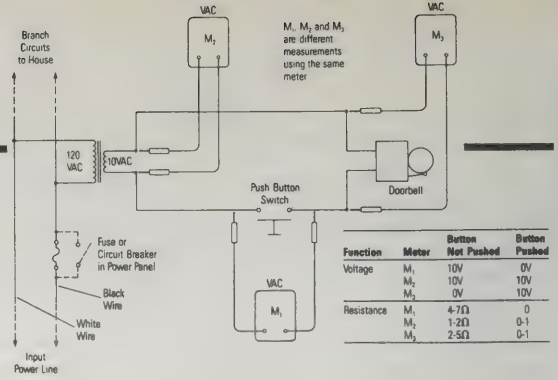 Branch
Circuits
to House
VAC
M₂
M₁, M₂ and M₃
are different
measurements
using the same
meter
VAC
M₃
120
VAC
10VAC
Push Button
Switch
Doorbell
Fuse or
Circuit Breaker
in Power Panel
Black
Wire
White
Wire
Input
Power Line
VAC
M₁
Function Meter Button Not Pushed Button Pushed
Voltage M₁ 10V 0V
M₂ 10V 10V
M₃ 0V 10V
Resistance M₁ 4-7Ω 0
M₂ 1-2Ω 0-1
M₃ 2-5Ω 0-1